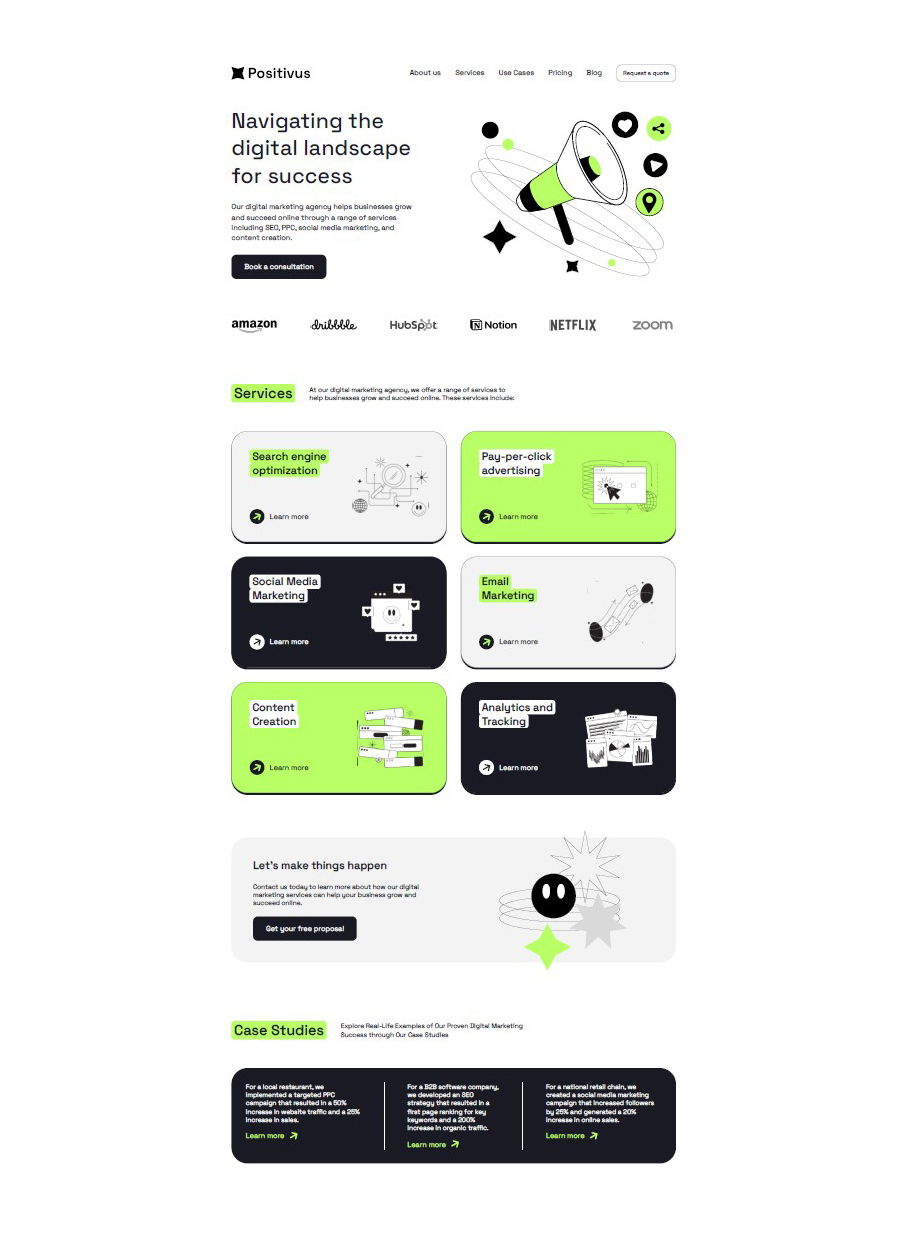 Positivus
About us
Services
Use Cases
Pricing
Blog
Request a quote
Navigating the
digital landscape
for success
Our digital marketing agency helps businesses grow
and succeed online through a range of services
including SEO, PPC, social media marketing, and
content creation.
Book a consultation
amazon
dribbble
HubSpot
Notion
NETFLIX
zoom
Services
At our digital marketing agency, we offer a range of services to
help businesses grow and succeed online. These services include:
Search engine
optimization
Learn more
Pay-per-click
advertising
Learn more
Social Media
Marketing
Learn more
Email
Marketing
Learn more
Content
Creation
Learn more
Analytics and
Tracking
Learn more
Let's make things happen
Contact us today to learn more about how our digital
marketing services can help your business grow and
succeed online.
Get your free proposal
Case Studies
Explore Real-Life Examples of Our Proven Digital Marketing
Success through Our Case Studies
For a local restaurant, we
implemented a targeted PPC
campaign that resulted in a 50%
increase in website traffic and a 25%
increase in sales.
Learn more
For a B2B software company,
we developed an SEO
strategy that resulted in a
first page ranking for key
keywords and a 200%
increase in organic traffic.
Learn more
For a national retail chain, we
created a social media marketing
campaign that increased followers
by 25% and generated a 20%
increase in online sales.
Learn more